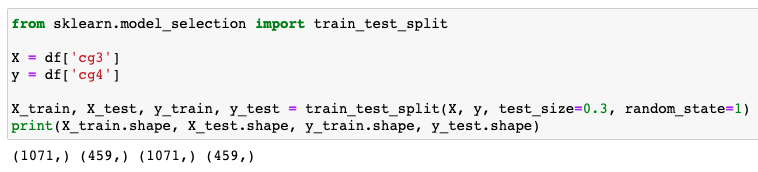 from sklearn.model_selection import train_test_split
X = df['cg3']
y = df['cg4']
X_train, X_test, y_train, y_test = train_test_split(X, y, test_size=0.3, random_state=1)
print(X_train.shape, X_test.shape, y_train.shape, y_test.shape)
(1071,) (459,) (1071,) (459,)